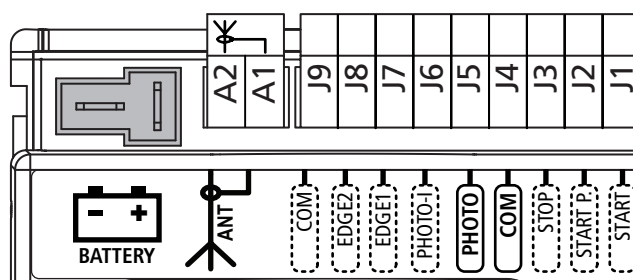 A2 A1 J9 J8 J7 J6 J5 J4 J3 J2 J1
- +
BATTERY
ANT
COM
EDGE2
EDGE1
PHOTO-I
PHOTO
COM
STOP
START P.
START